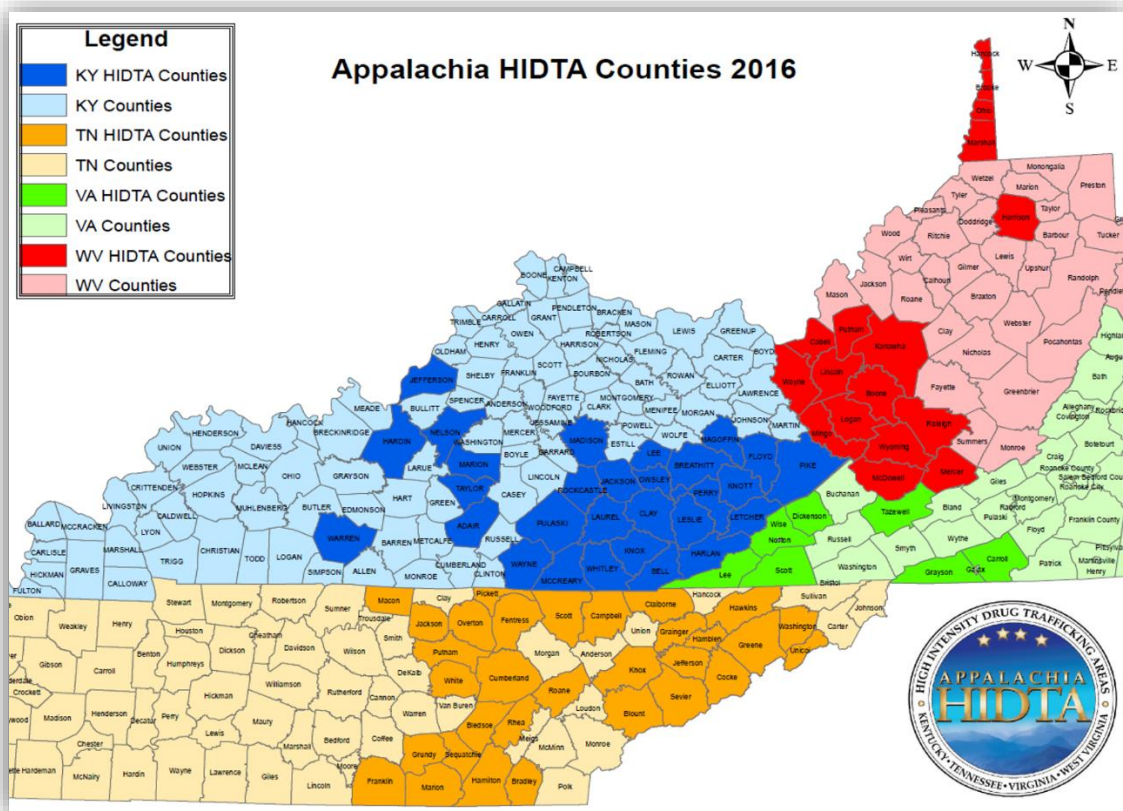 Legend
KY HIDTA Counties
KY Counties
TN HIDTA Counties
TN Counties
VA HIDTA Counties
VA Counties
WV HIDTA Counties
WV Counties
Appalachia HIDTA Counties 2016
N
W E
S
Hancock
Brouse
Ohio
Marshall
Wetzel
Monongalia
Marion
Preston
Tyler
Pleasants
Doddridge
Harrison
Taylor
Barbour
Tucker
Wood
Ritchie
Wirt
Gilmer
Lewis
Upshur
Randolph
Calhoun
Jackson
Roane
Braxton
Mason
Webster
Clay
Pocahontas
Nicholas
Fayette
Greenbrier
Summers
Monroe
Cabell
Putnam
Kanawha
Wayne
Lincoln
Boone
Logan
Mingo
Raleigh
Wyoming
McDowell
Mercer
BOONE
CAMPBELL
KENTON
GALLATIN
PENDLETON
BRACKEN
TRIMBLE
CARROLL
GRANT
MASON
LEWIS
GREENUP
OWEN
ROBERTSON
HENRY
HARRISON
FLEMING
CARTER
BOYD
OLDHAM
NICHOLAS
SCOTT
ROWAN
ELLIOTT
SHELBY
FRANKLIN
BOURBON
BATH
LAWRENCE
JEFFERSON
SPENCER
ANDERSON
WOODFORD
FAYETTE
CLARK
MONTGOMERY
MENIFEE
MORGAN
BULLITT
MEADE
HANCOCK
BRECKINRIDGE
HARDIN
NELSON
WASHINGTON
MERCER
JESSAMINE
MADISON
ESTILL
POWELL
WOLFE
MAGOFFIN
JOHNSON
MARTIN
BOYLE
GARRARD
LEE
FLOYD
PIKE
HENDERSON
UNION
DAVIESS
WEBSTER
MCLEAN
OHIO
GRAYSON
LARUE
MARION
LINCOLN
JACKSON
OWSLEY
BREATHITT
KNOTT
ROCKCASTLE
PERRY
CRITTENDEN
HOPKINS
MUHLENBERG
BUTLER
EDMONSON
HART
GREEN
TAYLOR
CASEY
PULASKI
LAUREL
CLAY
LESLIE
LETCHER
LIVINGSTON
CALDWELL
BALLARD
MCCRACKEN
LYON
WARREN
BARREN
METCALFE
ADAIR
RUSSELL
KNOX
HARLAN
CARLISLE
MARSHALL
TRIGG
CHRISTIAN
TODD
LOGAN
SIMPSON
ALLEN
MONROE
CUMBERLAND
CLINTON
WAYNE
MCCREARY
WHITLEY
BELL
HICKMAN
GRAVES
CALLOWAY
FULTON
Highlan
Augus
Bath
Alleghany
Covington
Rockbrid
Botetourt
Craig
Roanoke County
Salem
Bedford Coun
Roanoke City
Giles
Montgomery
Radford
Buchanan
Tazewell
Bland
Pulaski
Franklin County
Dickenson
Wise
Norton
Russell
Smyth
Wythe
Floyd
Pittsylva
Lee
Scott
Washington
Bristol
Grayson
Galax
Carroll
Patrick
Martinsville
Henry
Obion
Weakley
Henry
Stewart
Montgomery
Robertson
Sumner
Macon
Trousdale
Clay
Pickett
Jackson
Overton
Fentress
Scott
Campbell
Claiborne
Hancock
Hawkins
Sullivan
Johnson
Carter
Washington
Unicoi
Greene
Hamblen
Grainger
Union
Houston
Cheatham
Dickson
Davidson
Wilson
Smith
Putnam
Morgan
Anderson
Knox
Jefferson
Cocke
Sevier
Blount
Gibson
Carroll
Benton
Humphreys
Williamson
Rutherford
Cannon
DeKalb
White
Cumberland
Roane
Loudon
Crockett
Hickman
Warren
Van Buren
Bledsoe
Rhea
Meigs
McMinn
Monroe
Madison
Henderson
Decatur
Perry
Lewis
Maury
Bedford
Coffee
Grundy
Sequatchie
Chester
Marshall
Moore
Hardeman
McNairy
Hardin
Wayne
Lawrence
Giles
Lincoln
Franklin
Marion
Hamilton
Bradley
Polk
HIGH INTENSITY DRUG TRAFFICKING AREAS
APPALACHIA
HIDTA
KENTUCKY • TENNESSEE • VIRGINIA • WEST VIRGINIA